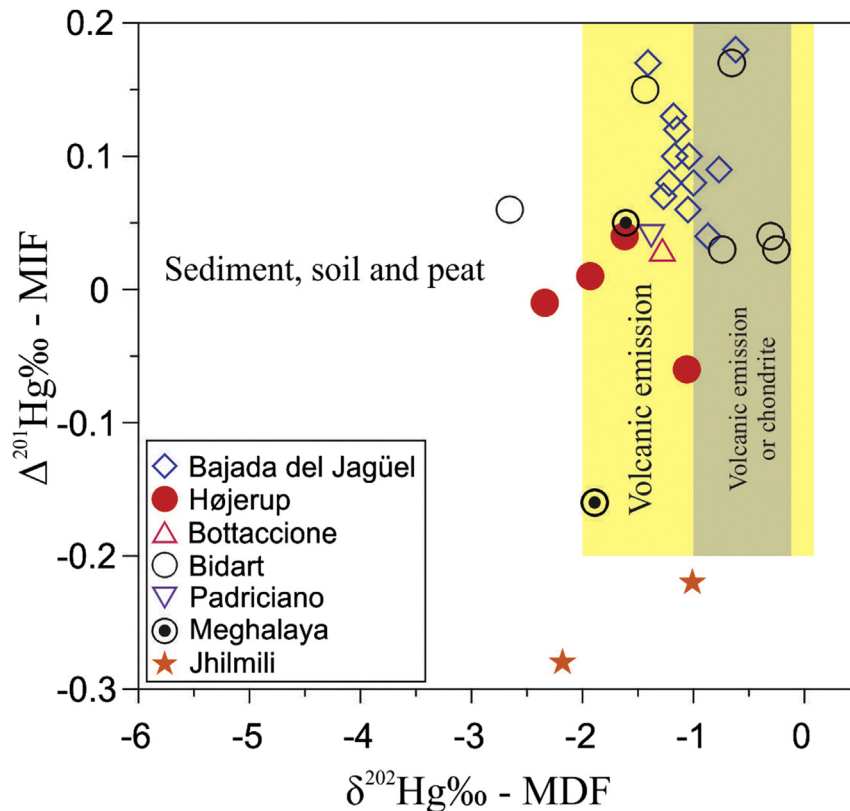 0.2
0.1
0
-0.1
-0.2
-0.3
Δ²⁰¹Hg‰ - MIF
Sediment, soil and peat
Volcanic emission
Volcanic emission
or chondrite
Bajada del Jagüel
Højerup
Bottaccione
Bidart
Padriciano
Meghalaya
Jhilmili
-6 -5 -4 -3 -2 -1 0
δ²⁰²Hg‰ - MDF